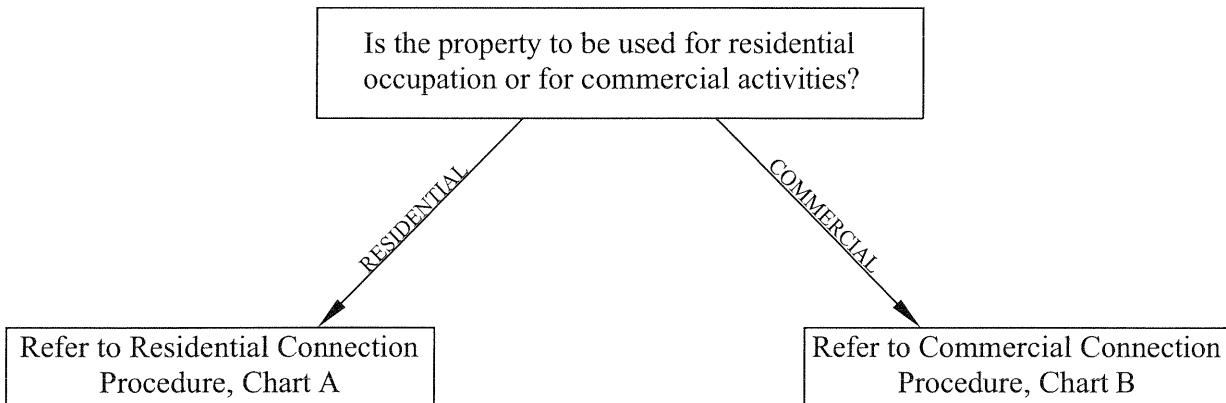 Is the property to be used for residential
occupation or for commercial activities?
RESIDENTIAL
COMMERCIAL
Refer to Residential Connection
Procedure, Chart A
Refer to Commercial Connection
Procedure, Chart B